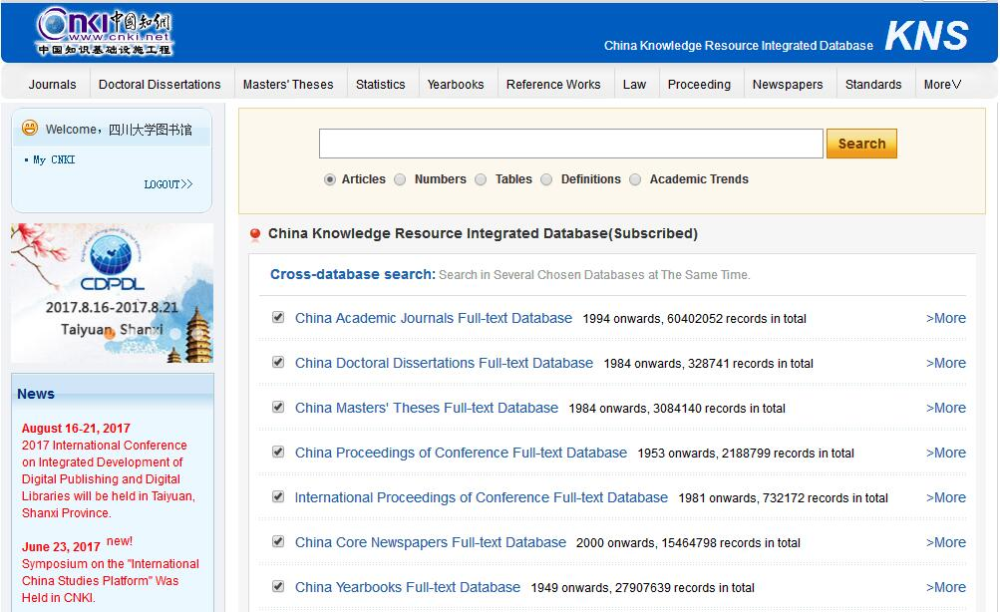 Cnki中国知网
www.cnki.net
中国知识基础设施工程
China Knowledge Resource Integrated Database KNS
Journals Doctoral Dissertations Masters' Theses Statistics Yearbooks Reference Works Law Proceeding Newspapers Standards More∨
Welcome，四川大学图书馆
My CNKI
LOGOUT>>
CDPDL
2017.8.16-2017.8.21
Taiyuan, Shanxi
News
August 16-21, 2017
2017 International Conference
on Integrated Development of
Digital Publishing and Digital
Libraries will be held in Taiyuan,
Shanxi Province.
June 23, 2017 new!
Symposium on the "International
China Studies Platform" Was
Held in CNKI.
Search
Articles Numbers Tables Definitions Academic Trends
China Knowledge Resource Integrated Database(Subscribed)
Cross-database search: Search in Several Chosen Databases at The Same Time.
China Academic Journals Full-text Database 1994 onwards, 60402052 records in total >More
China Doctoral Dissertations Full-text Database 1984 onwards, 328741 records in total >More
China Masters' Theses Full-text Database 1984 onwards, 3084140 records in total >More
China Proceedings of Conference Full-text Database 1953 onwards, 2188799 records in total >More
International Proceedings of Conference Full-text Database 1981 onwards, 732172 records in total >More
China Core Newspapers Full-text Database 2000 onwards, 15464798 records in total >More
China Yearbooks Full-text Database 1949 onwards, 27907639 records in total >More